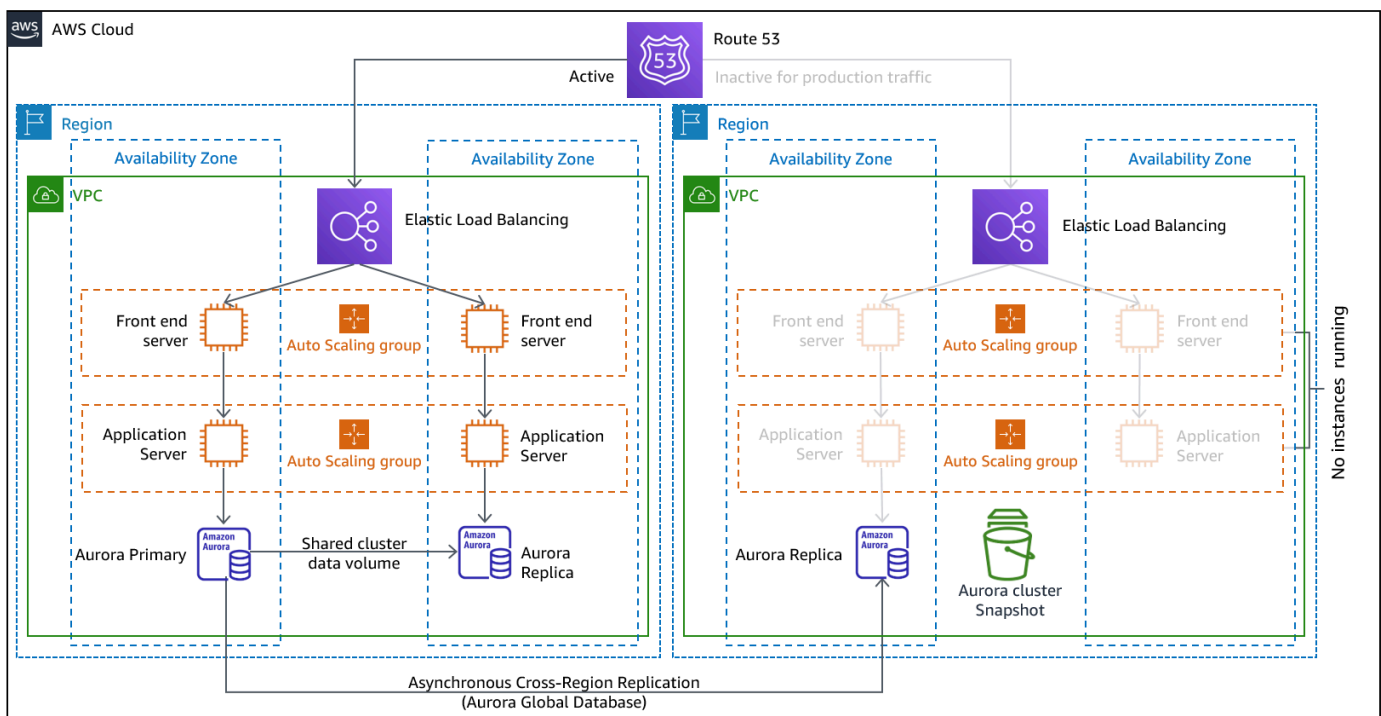 aws
AWS Cloud
Route 53
53
Active
Inactive for production traffic
Region
Availability Zone
Availability Zone
VPC
Elastic Load Balancing
Front end
server
Auto Scaling group
Front end
server
Application
Server
Auto Scaling group
Application
Server
Aurora Primary
Amazon
Aurora
Shared cluster
data volume
Amazon
Aurora
Aurora
Replica
Region
Availability Zone
Availability Zone
VPC
Elastic Load Balancing
Front end
server
Auto Scaling group
Front end
server
Application
Server
Auto Scaling group
Application
Server
No instances running
Aurora Replica
Amazon
Aurora
Aurora cluster
Snapshot
Asynchronous Cross-Region Replication
(Aurora Global Database)